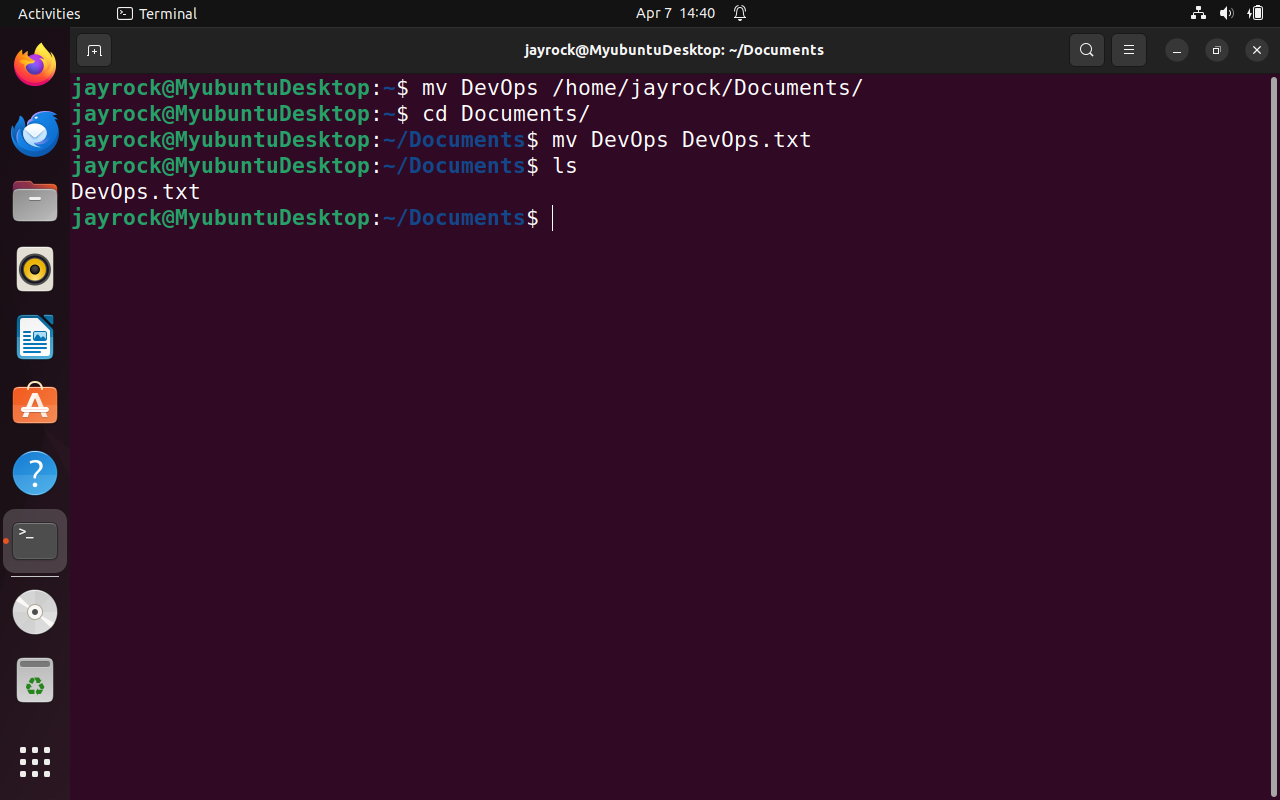 Activities Terminal Apr 7 14:40
jayrock@MyubuntuDesktop: ~/Documents
jayrock@MyubuntuDesktop:~$ mv DevOps /home/jayrock/Documents/
jayrock@MyubuntuDesktop:~$ cd Documents/
jayrock@MyubuntuDesktop:~/Documents$ mv DevOps DevOps.txt
jayrock@MyubuntuDesktop:~/Documents$ ls
DevOps.txt
jayrock@MyubuntuDesktop:~/Documents$